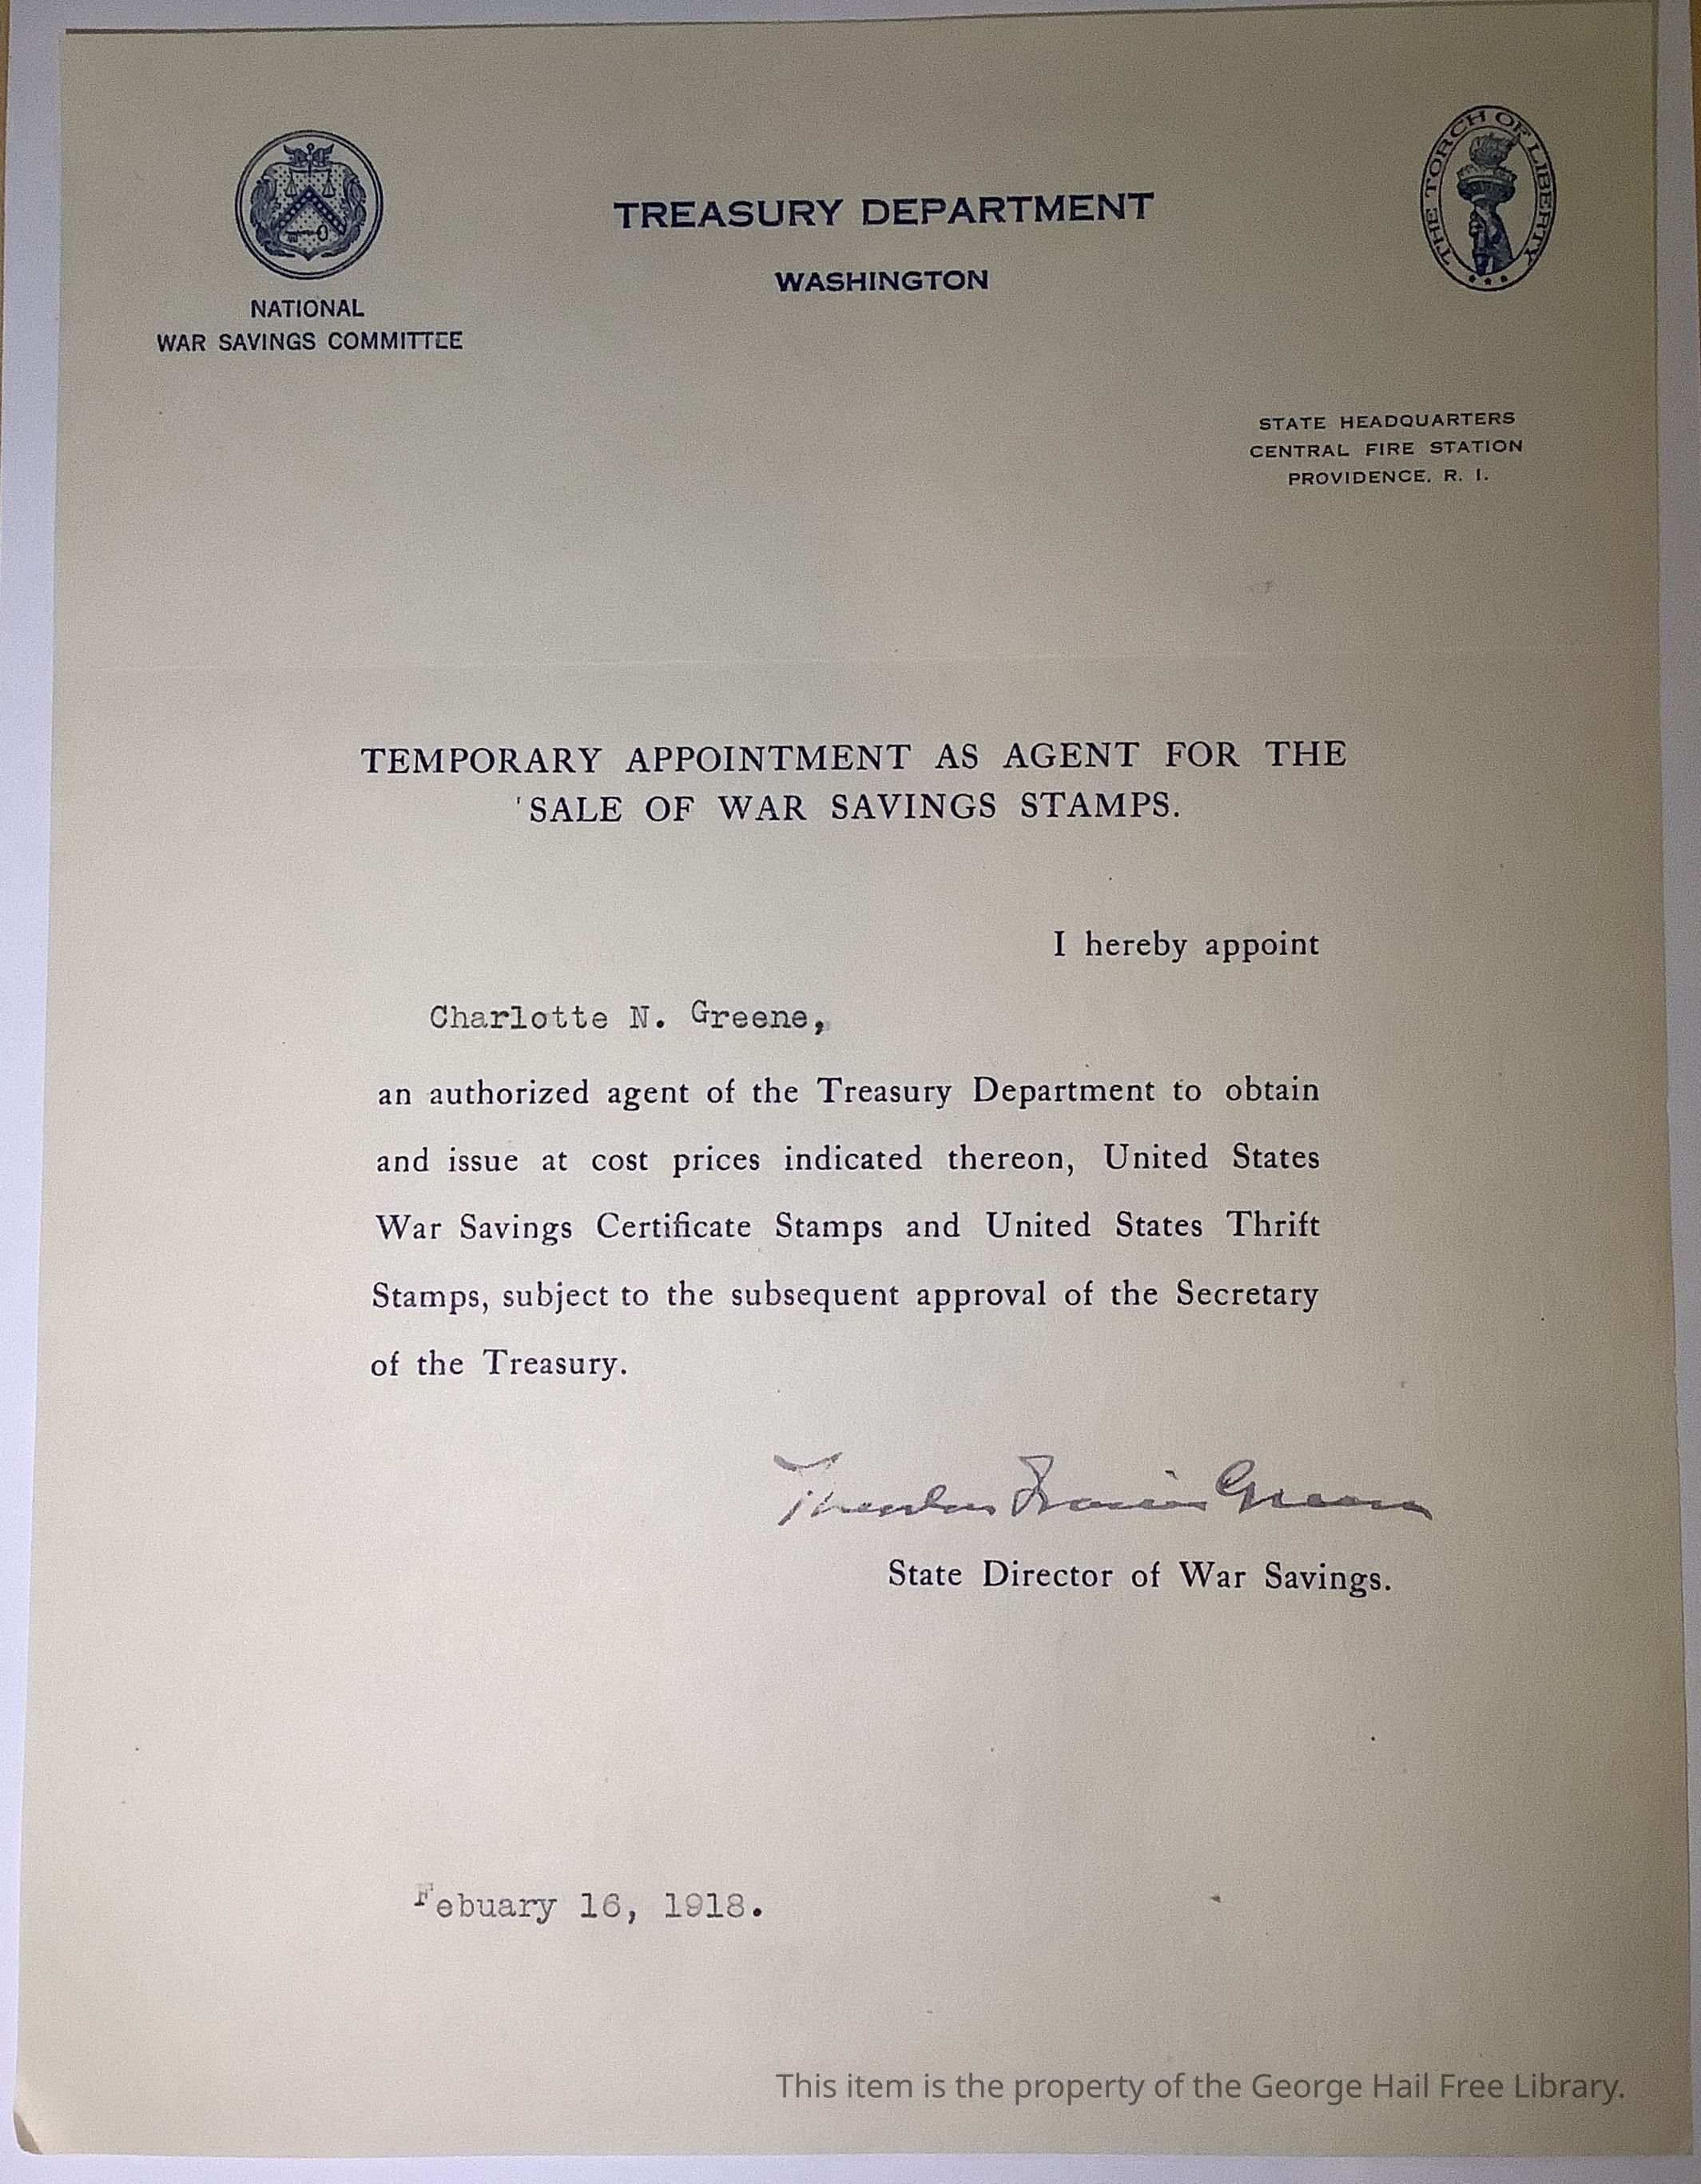 THE TORCH OF LIBERTY
TREASURY DEPARTMENT
WASHINGTON
NATIONAL
WAR SAVINGS COMMITTEE
STATE HEADQUARTERS
CENTRAL FIRE STATION
PROVIDENCE, R. I.
TEMPORARY APPOINTMENT AS AGENT FOR THE
SALE OF WAR SAVINGS STAMPS.
I hereby appoint
Charlotte N. Greene,
an authorized agent of the Treasury Department to obtain
and issue at cost prices indicated thereon, United States
War Savings Certificate Stamps and United States Thrift
Stamps, subject to the subsequent approval of the Secretary
of the Treasury.
Theodore Francis Green
State Director of War Savings.
Febuary 16, 1918.
This item is the property of the George Hail Free Library.